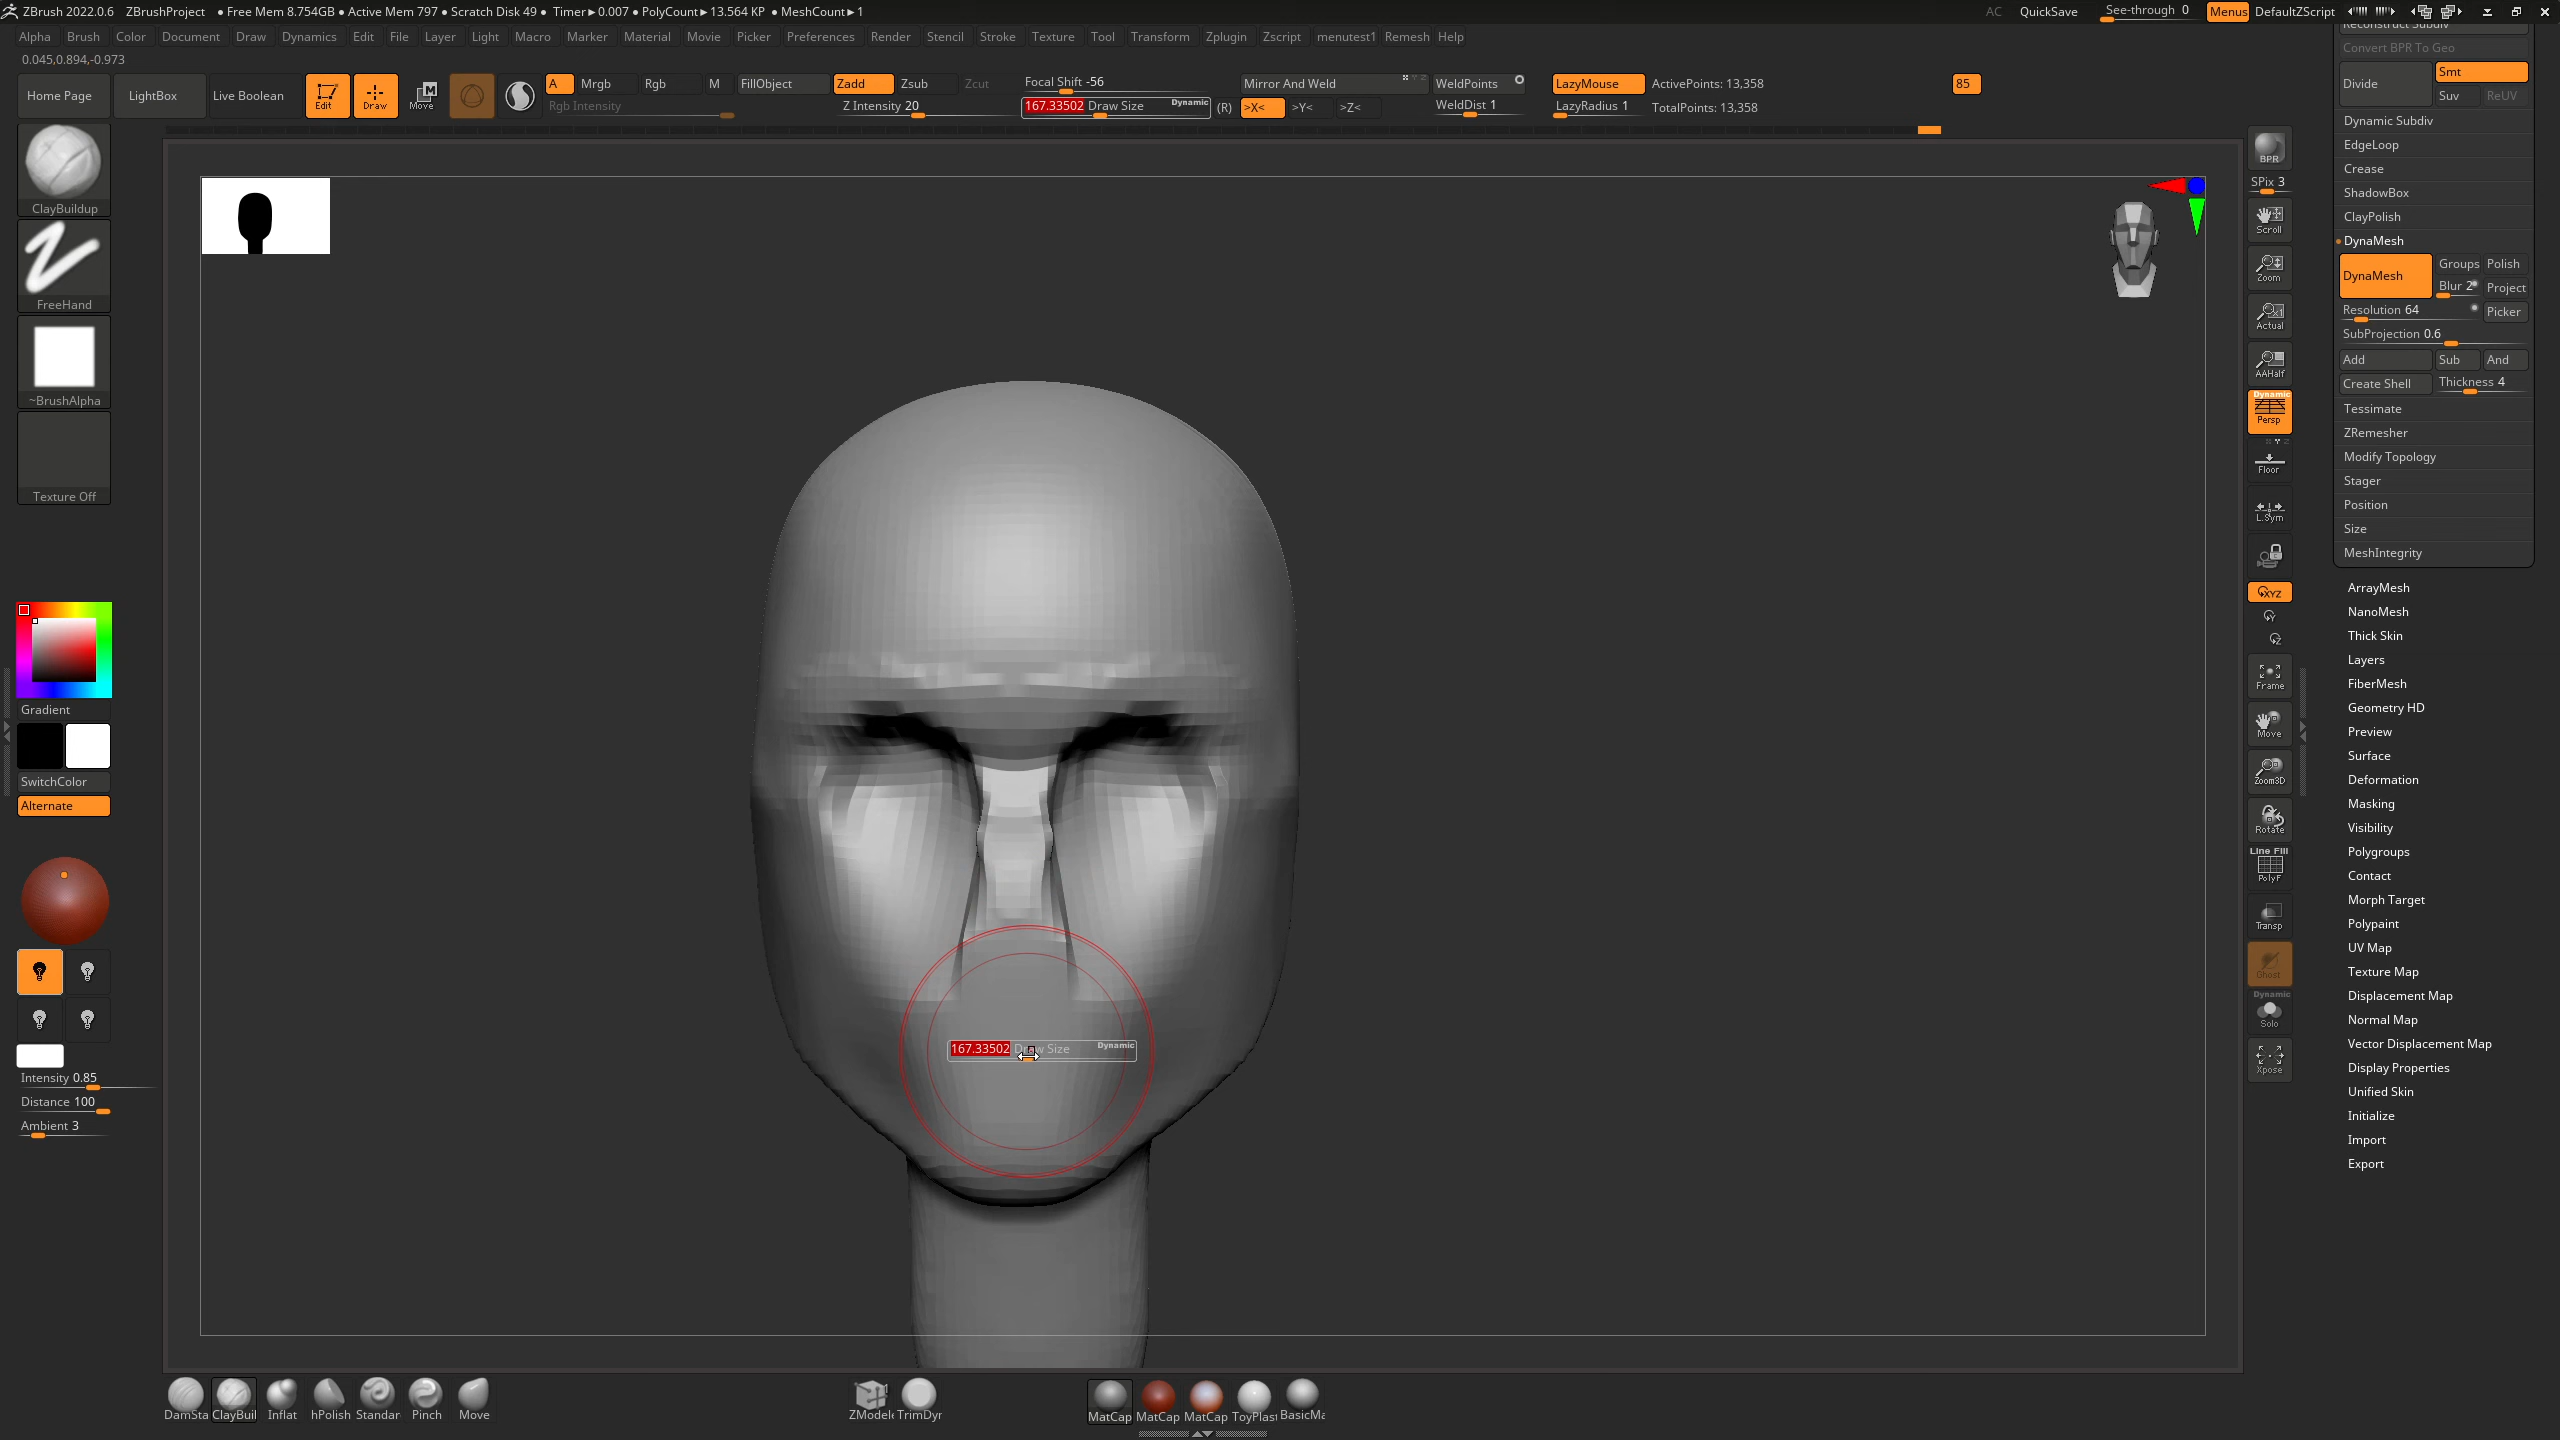 ZBrush 2022.0.6 ZBrushProject • Free Mem 8.754GB • Active Mem 797 • Scratch Disk 49 • Timer►0.007 • PolyCount►13.564 KP • MeshCount►1 AC QuickSave See-through 0 Menus DefaultZScript
Alpha Brush Color Document Draw Dynamics Edit File Layer Light Macro Marker Material Movie Picker Preferences Render Stencil Stroke Texture Tool Transform Zplugin Zscript menutest1 Remesh Help
0.045,0.894,-0.973
Home Page LightBox Live Boolean Edit Draw Move
A Mrgb Rgb M FillObject Zadd Zsub Zcut Focal Shift -56 Mirror And Weld WeldPoints LazyMouse ActivePoints: 13,358 85
Rgb Intensity Z Intensity 20 167.33502 Draw Size Dynamic (R) >X< >Y< >Z< WeldDist 1 LazyRadius 1 TotalPoints: 13,358
ClayBuildup
FreeHand
~BrushAlpha
Texture Off
Gradient
SwitchColor
Alternate
Intensity 0.85
Distance 100
Ambient 3
167.33502 Draw Size Dynamic
BPR
SPix 3
Scroll
Zoom
Actual
AAHalf
Dynamic
Persp
Floor
L.Sym
XYZ
Y
Z
Frame
Move
Zoom3D
Rotate
Line Fill
PolyF
Transp
Ghost
Dynamic
Solo
Xpose
Reconstruct Subdiv
Convert BPR To Geo
Divide Smt
Suv ReUV
Dynamic Subdiv
EdgeLoop
Crease
ShadowBox
ClayPolish
DynaMesh
DynaMesh Groups Polish
Blur 2 Project
Resolution 64 Picker
SubProjection 0.6
Add Sub And
Create Shell Thickness 4
Tessimate
ZRemesher
Modify Topology
Stager
Position
Size
MeshIntegrity
ArrayMesh
NanoMesh
Thick Skin
Layers
FiberMesh
Geometry HD
Preview
Surface
Deformation
Masking
Visibility
Polygroups
Contact
Morph Target
Polypaint
UV Map
Texture Map
Displacement Map
Normal Map
Vector Displacement Map
Display Properties
Unified Skin
Initialize
Import
Export
DamSta ClayBuil Inflat hPolish Standar Pinch Move ZModele TrimDyr MatCap MatCap MatCap ToyPlast BasicMa